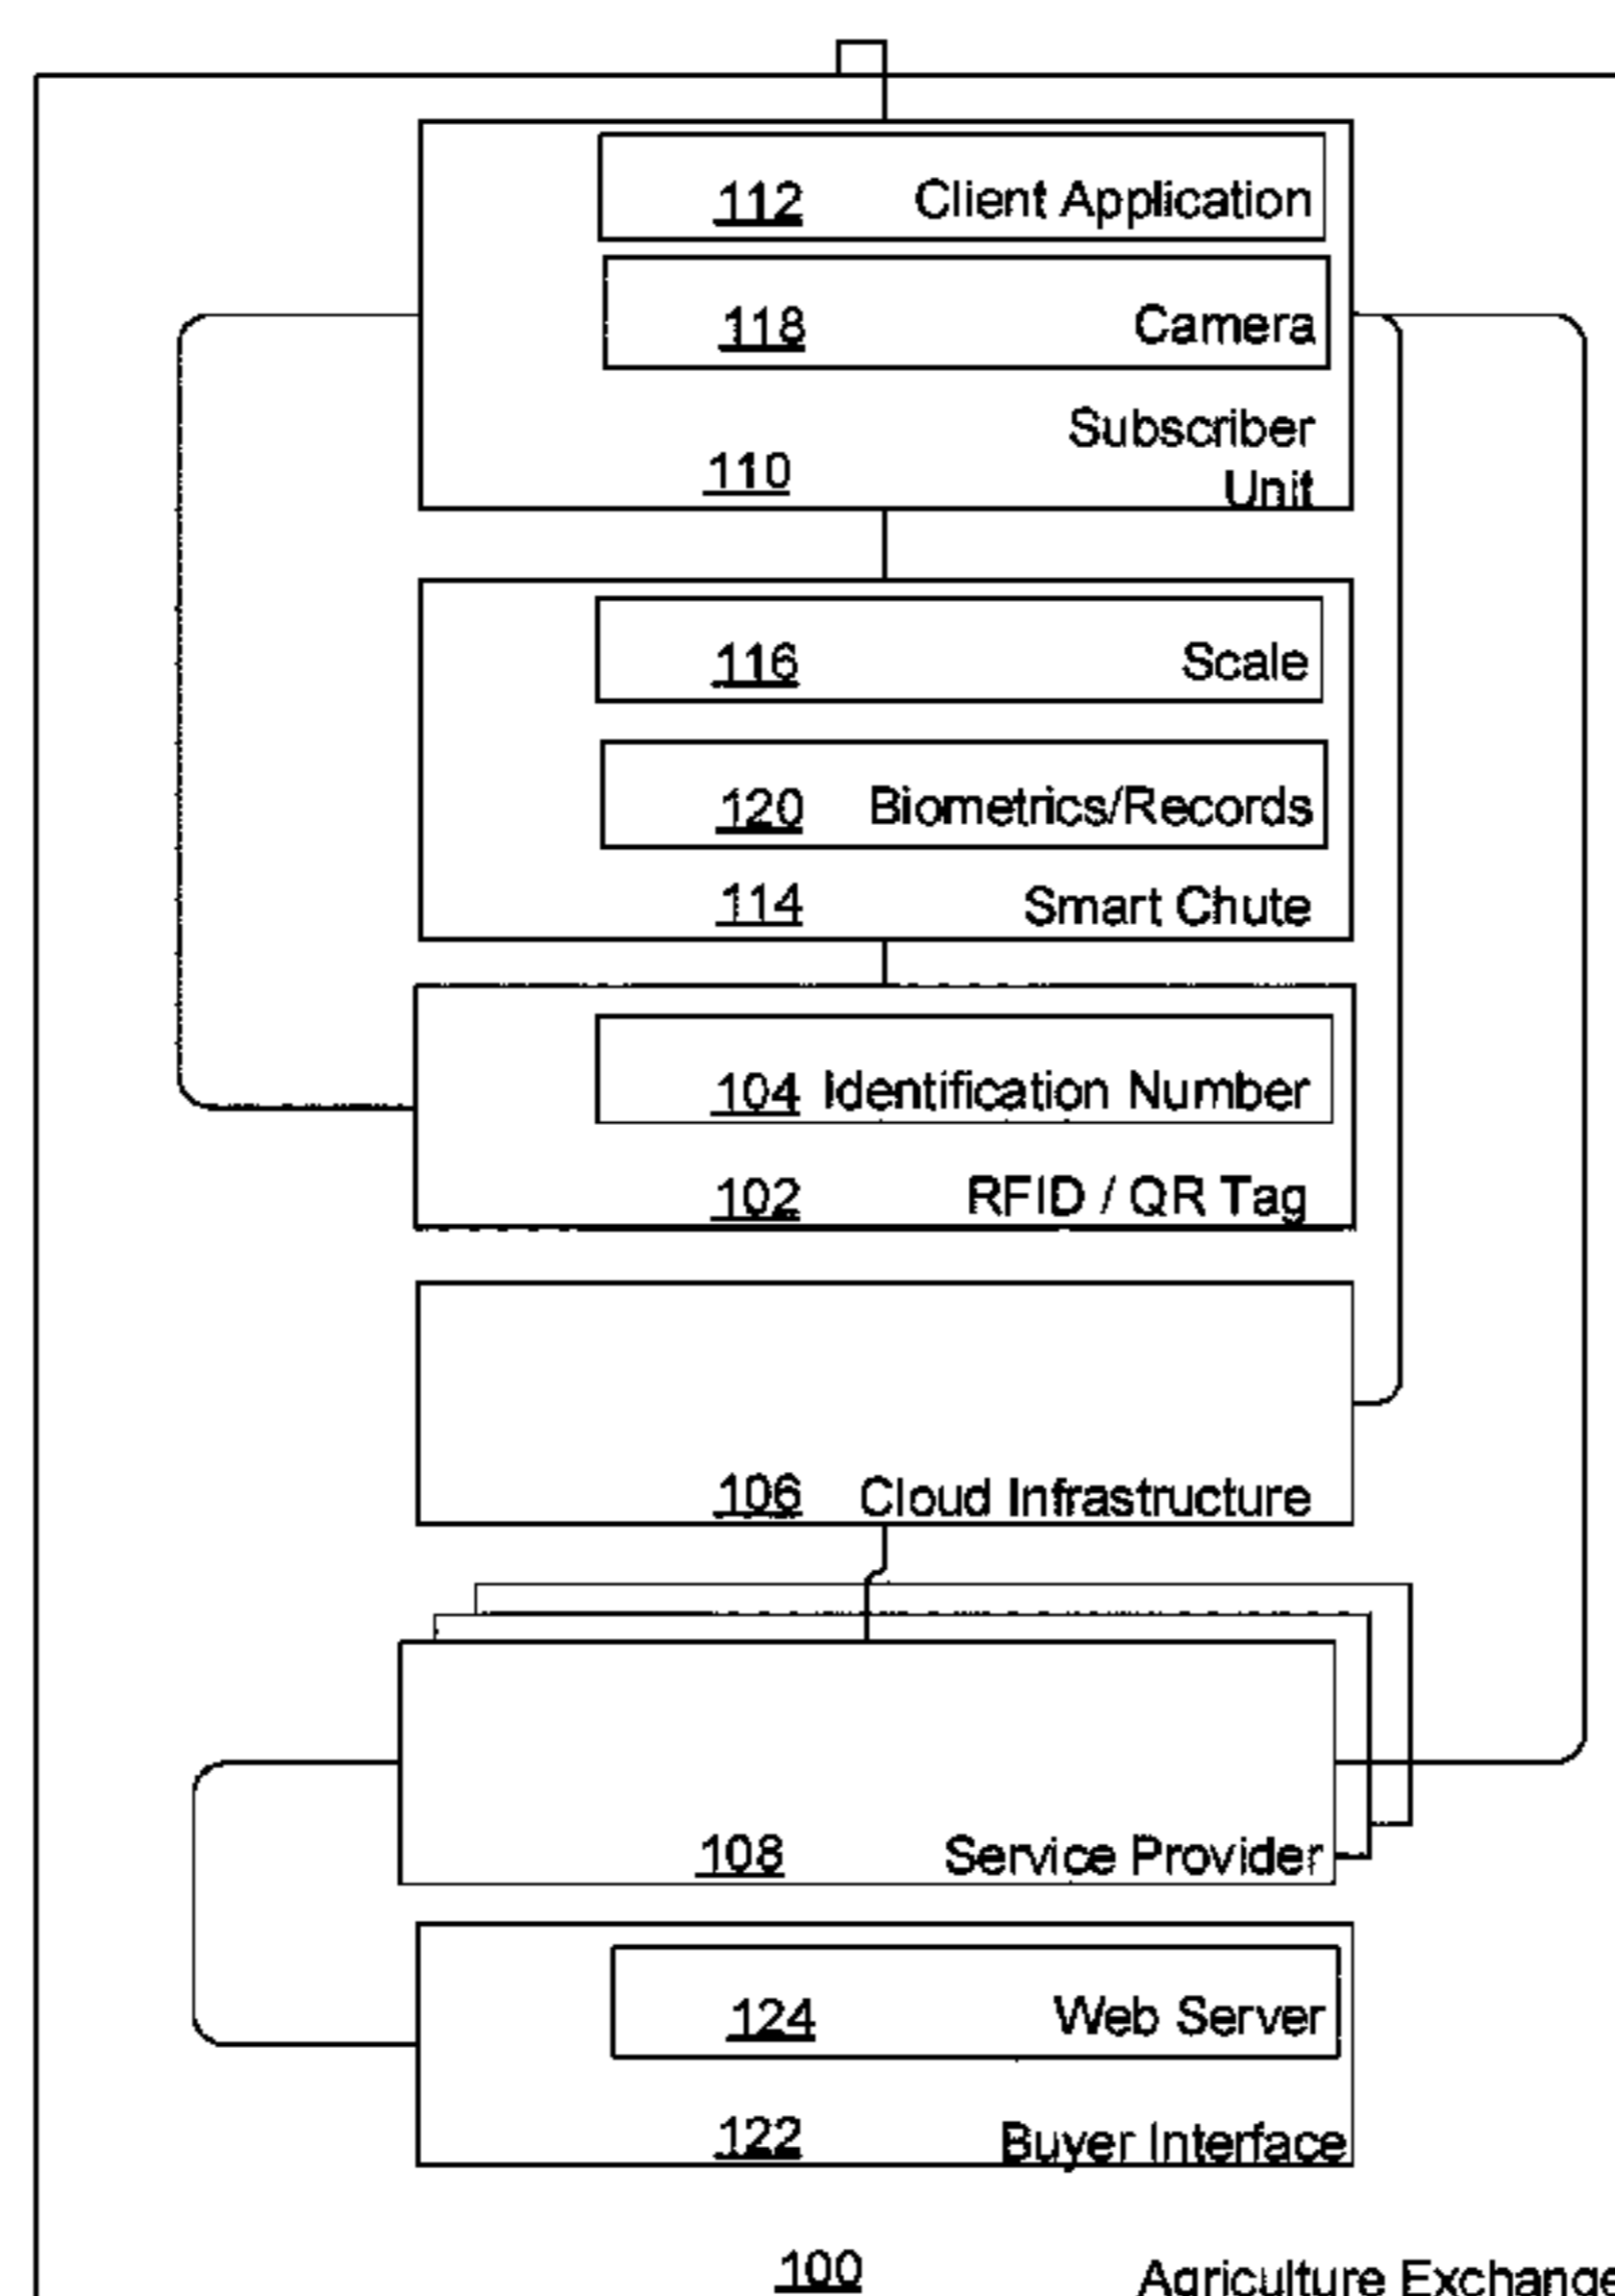 112 Client Application
118 Camera
Subscriber
110 Unit
116 Scale
120 Biometrics/Records
114 Smart Chute
104 Identification Number
102 RFID / QR Tag
106 Cloud Infrastructure
108 Service Provider
124 Web Server
122 Buyer Interface
100 Agriculture Exchange